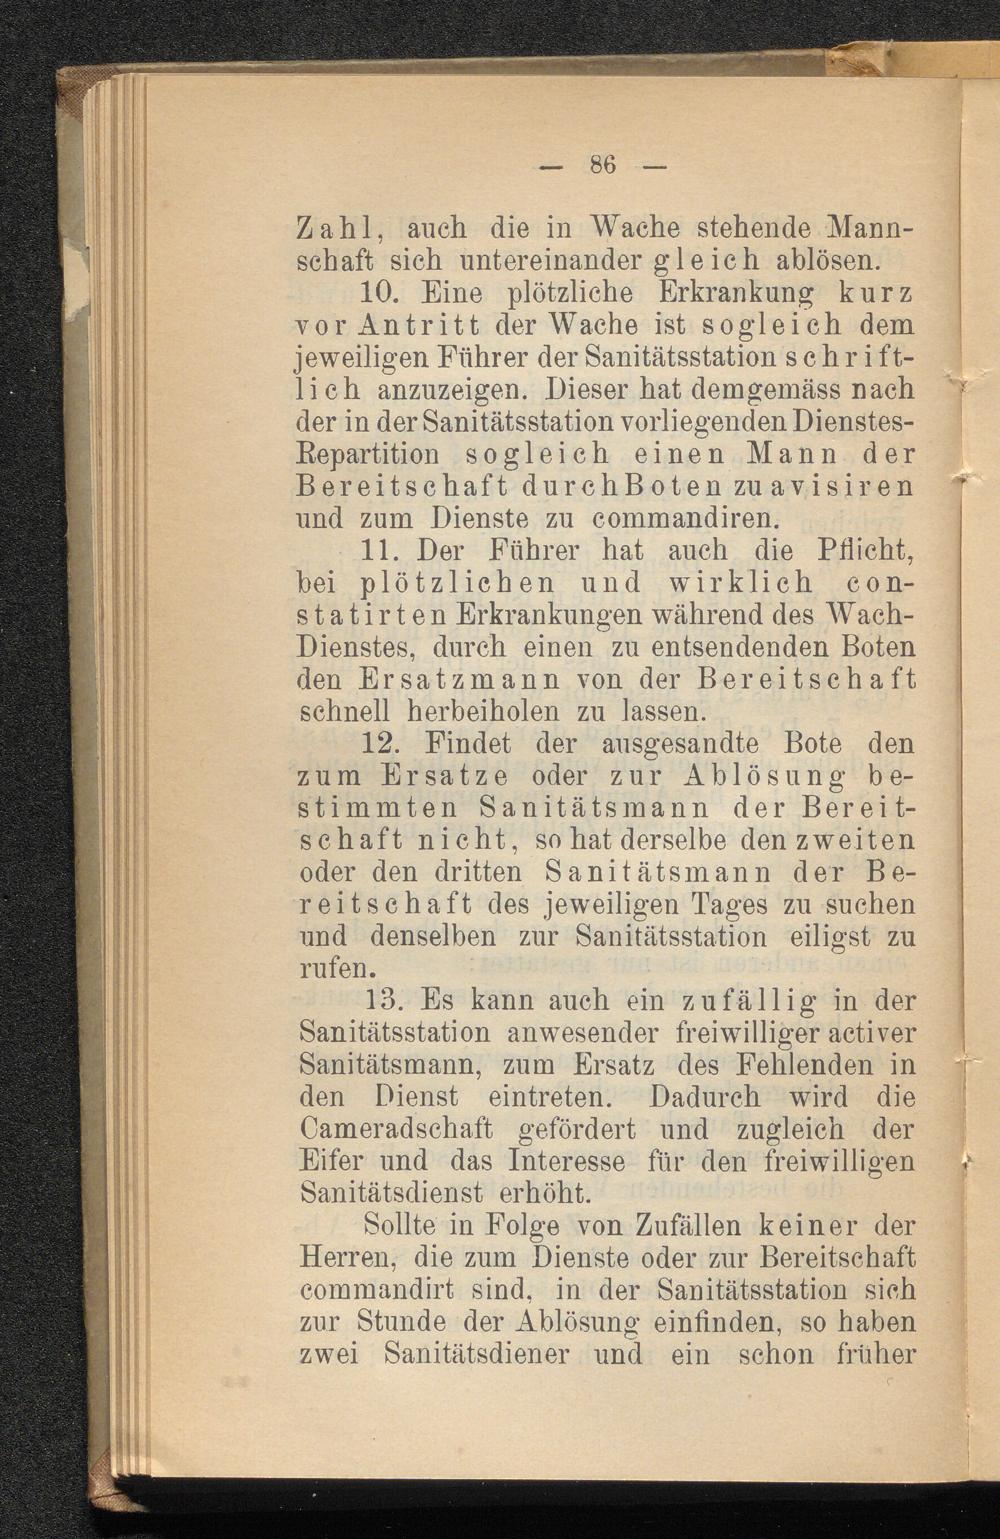 — 86 —
Zahl, auch die in Wache stehende Mann-
schaft sich untereinander gleich ablösen.
10. Eine plötzliche Erkrankung kurz
vor Antritt der Wache ist sogleich dem
jeweiligen Führer der Sanitätsstation schrift-
lich anzuzeigen. Dieser hat demgemäss nach
der in der Sanitätsstation vorliegenden Dienstes-
Repartition sogleich einen Mann der
Bereitschaft durch Boten zu avisiren
und zum Dienste zu commandiren.
11. Der Führer hat auch die Pflicht,
bei plötzlichen und wirklich con-
statirten Erkrankungen während des Wach-
Dienstes, durch einen zu entsendenden Boten
den Ersatzmann von der Bereitschaft
schnell herbeiholen zu lassen.
12. Findet der ausgesandte Bote den
zum Ersatze oder zur Ablösung be-
stimmten Sanitätsmann der Bereit-
schaft nicht, so hat derselbe den zweiten
oder den dritten Sanitätsmann der Be-
reitschaft des jeweiligen Tages zu suchen
und denselben zur Sanitätsstation eiligst zu
rufen.
13. Es kann auch ein zufällig in der
Sanitätsstation anwesender freiwilliger activer
Sanitätsmann, zum Ersatz des Fehlenden in
den Dienst eintreten. Dadurch wird die
Cameradschaft gefördert und zugleich der
Eifer und das Interesse für den freiwilligen
Sanitätsdienst erhöht.
Sollte in Folge von Zufällen keiner der
Herren, die zum Dienste oder zur Bereitschaft
commandirt sind, in der Sanitätsstation sich
zur Stunde der Ablösung einfinden, so haben
zwei Sanitätsdiener und ein schon früher